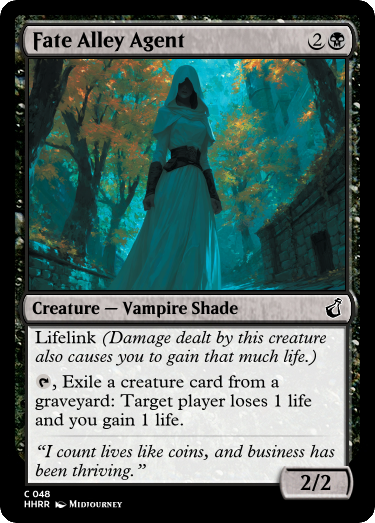 Fate Alley Agent 2
Creature — Vampire Shade
Lifelink (Damage dealt by this creature
also causes you to gain that much life.)
, Exile a creature card from a
graveyard: Target player loses 1 life
and you gain 1 life.
“I count lives like coins, and business has
been thriving.”
2/2
C 048
HHRR Midjourney